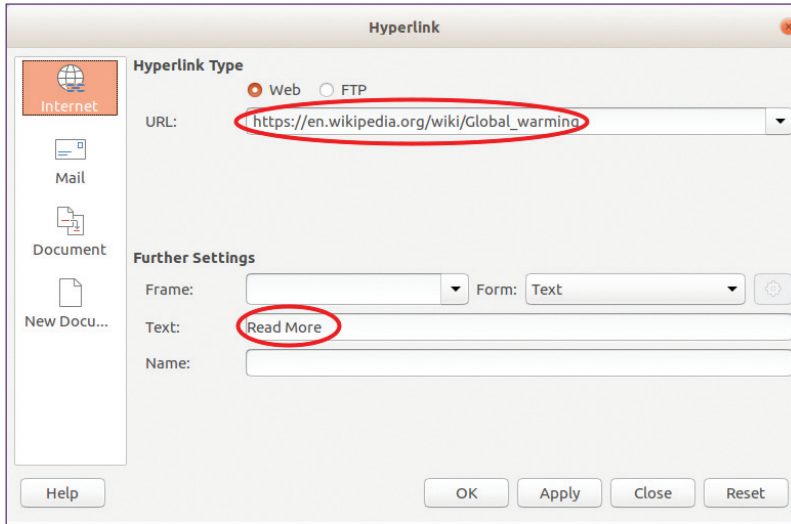 Hyperlink
Internet
Mail
Document
New Docu...
Hyperlink Type
Web FTP
URL: https://en.wikipedia.org/wiki/Global_warming
Further Settings
Frame: Form: Text
Text: Read More
Name:
Help OK Apply Close Reset